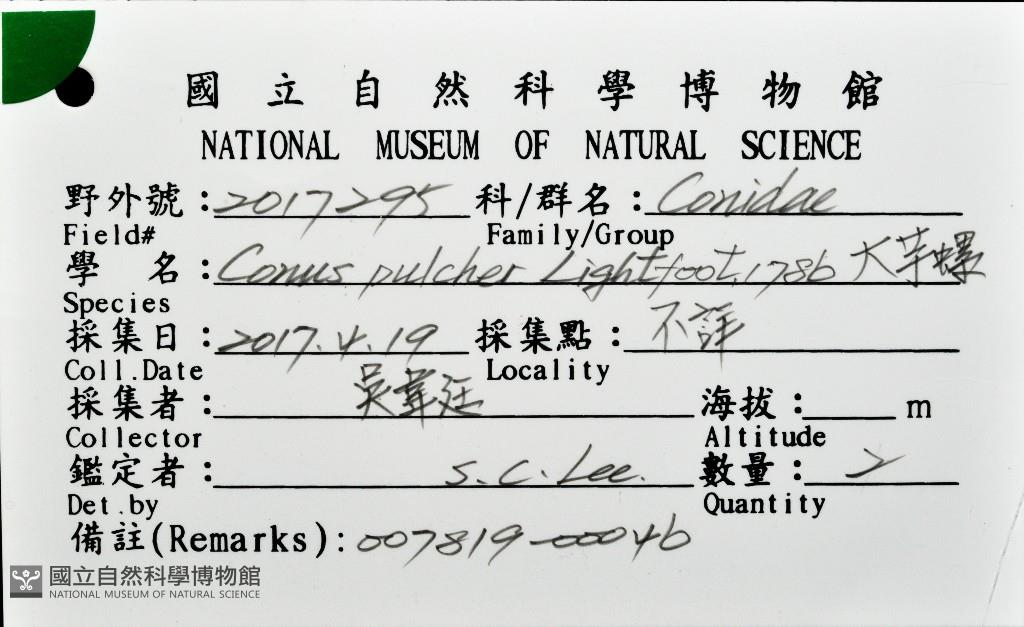 國立自然科學博物館
NATIONAL MUSEUM OF NATURAL SCIENCE
野外號:2017295 科/群名:Conidae
Field# Family/Group
學名:Conus pulcher Lightfoot, 1786 大芋螺
Species
採集日:2017.4.19 採集點:不詳
Coll.Date Locality
採集者:吳韋廷 海拔:m
Collector Altitude
鑑定者:S.C.Lee. 數量:2
Det.by Quantity
備註(Remarks):007819-00046
國立自然科學博物館
NATIONAL MUSEUM OF NATURAL SCIENCE